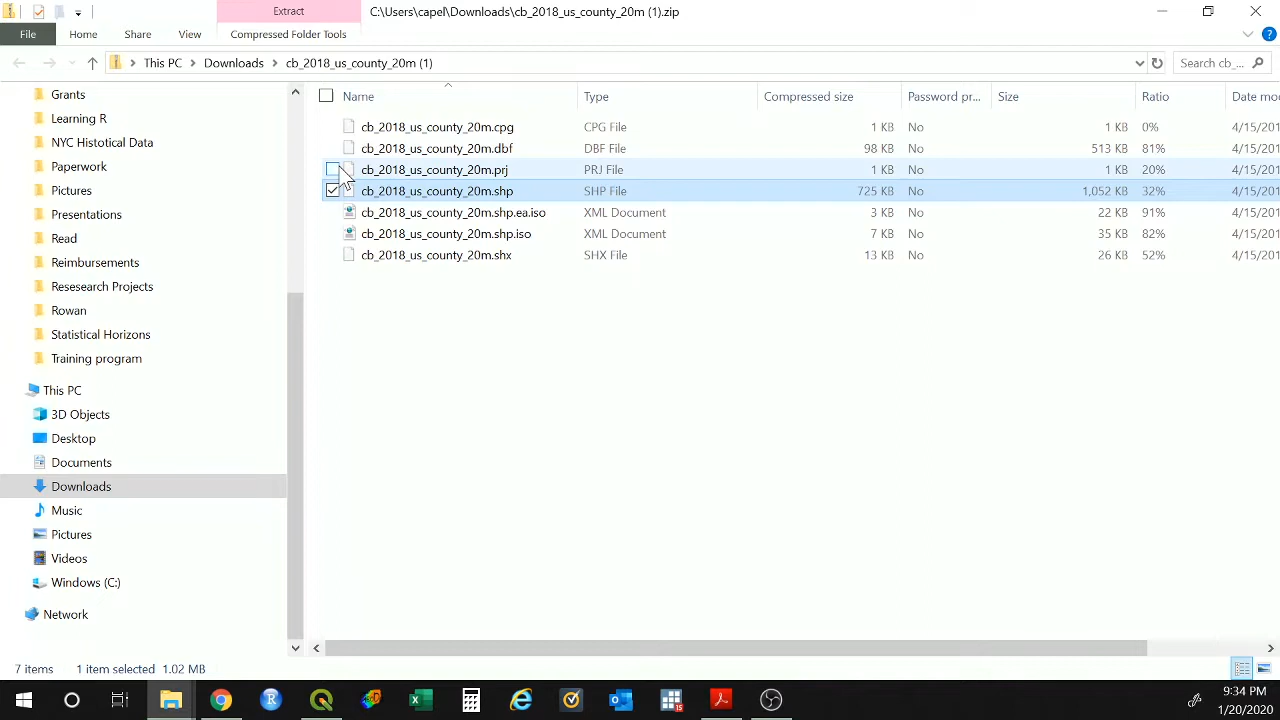 Extract
C:\Users\capel\Downloads\cb_2018_us_county_20m (1).zip
File
Home
Share
View
Compressed Folder Tools
This PC
Downloads
cb_2018_us_county_20m (1)
Search cb_...
Grants
Learning R
NYC Histotical Data
Paperwork
Pictures
Presentations
Read
Reimbursements
Resesearch Projects
Rowan
Statistical Horizons
Training program
This PC
3D Objects
Desktop
Documents
Downloads
Music
Pictures
Videos
Windows (C:)
Network
Name Type Compressed size Password pr... Size Ratio Date mo
cb_2018_us_county_20m.cpg CPG File 1 KB No 1 KB 0% 4/15/201
cb_2018_us_county_20m.dbf DBF File 98 KB No 513 KB 81% 4/15/201
cb_2018_us_county_20m.prj PRJ File 1 KB No 1 KB 20% 4/15/201
cb_2018_us_county_20m.shp SHP File 725 KB No 1,052 KB 32% 4/15/201
cb_2018_us_county_20m.shp.ea.iso XML Document 3 KB No 22 KB 91% 4/15/201
cb_2018_us_county_20m.shp.iso XML Document 7 KB No 35 KB 82% 4/15/201
cb_2018_us_county_20m.shx SHX File 13 KB No 26 KB 52% 4/15/201
7 items 1 item selected 1.02 MB
9:34 PM
1/20/2020